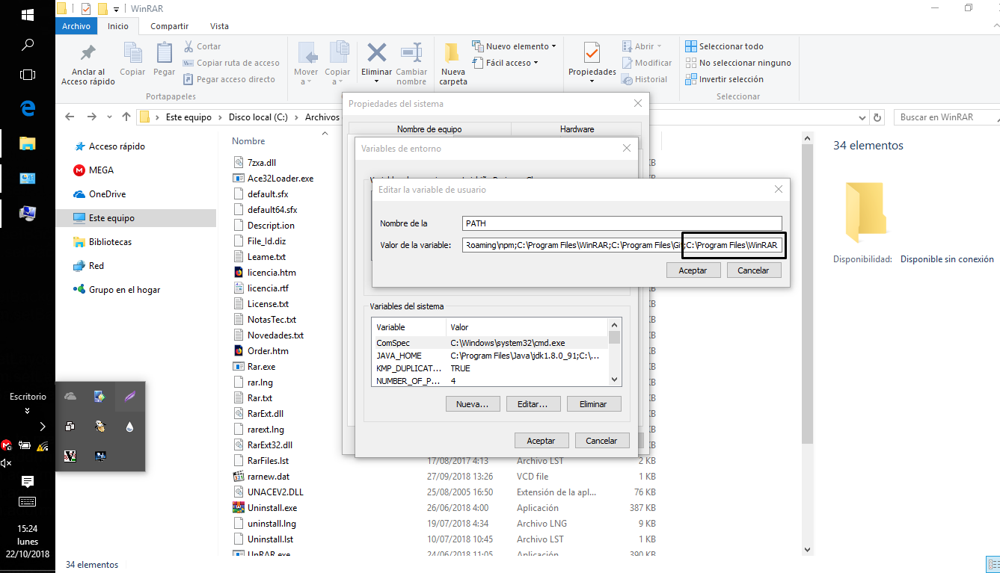 WinRAR
Archivo Inicio Compartir Vista
Anclar al Acceso rápido
Copiar
Pegar
Cortar
Copiar ruta de acceso
Pegar acceso directo
Portapapeles
Mover a
Copiar a
Eliminar
Cambiar nombre
Nueva carpeta
Nuevo elemento
Fácil acceso
Propiedades
Abrir
Modificar
Historial
Seleccionar todo
No seleccionar ninguno
Invertir selección
Seleccionar
Este equipo > Disco local (C:) > Archivos
Buscar en WinRAR
Acceso rápido
MEGA
OneDrive
Este equipo
Bibliotecas
Red
Grupo en el hogar
Nombre
7zxa.dll
Ace32Loader.exe
default.sfx
default64.sfx
Descript.ion
File_Id.diz
Leame.txt
licencia.htm
licencia.rtf
License.txt
NotasTec.txt
Novedades.txt
Order.htm
Rar.exe
rar.lng
Rar.txt
RarExt.dll
rarext.lng
RarExt32.dll
RarFiles.lst 17/08/2017 4:13 Archivo LST 2 KB
rarnew.dat 27/09/2018 13:26 VCD file 2 KB
UNACEV2.DLL 25/08/2005 16:50 Extensión de la apl... 76 KB
Uninstall.exe 26/06/2018 4:00 Aplicación 387 KB
uninstall.lng 19/07/2018 4:34 Archivo LNG 9 KB
Uninstall.lst 10/07/2018 10:45 Archivo LST 1 KB
UnRAR.exe 24/06/2018 11:05 Aplicación 390 KB
Propiedades del sistema
Nombre de equipo Hardware
Variables de entorno
Editar la variable de usuario
Nombre de la PATH
Valor de la variable: Roaming\npm;C:\Program Files\WinRAR;C:\Program Files\Git;C:\Program Files\WinRAR
Aceptar Cancelar
Variables del sistema
Variable Valor
ComSpec C:\Windows\system32\cmd.exe
JAVA_HOME C:\Program Files\Java\jdk1.8.0_91;C:\...
KMP_DUPLICAT... TRUE
NUMBER_OF_P... 4
Nueva... Editar... Eliminar
Aceptar Cancelar
34 elementos
Disponibilidad: Disponible sin conexión
Escritorio
15:24
lunes
22/10/2018
34 elementos